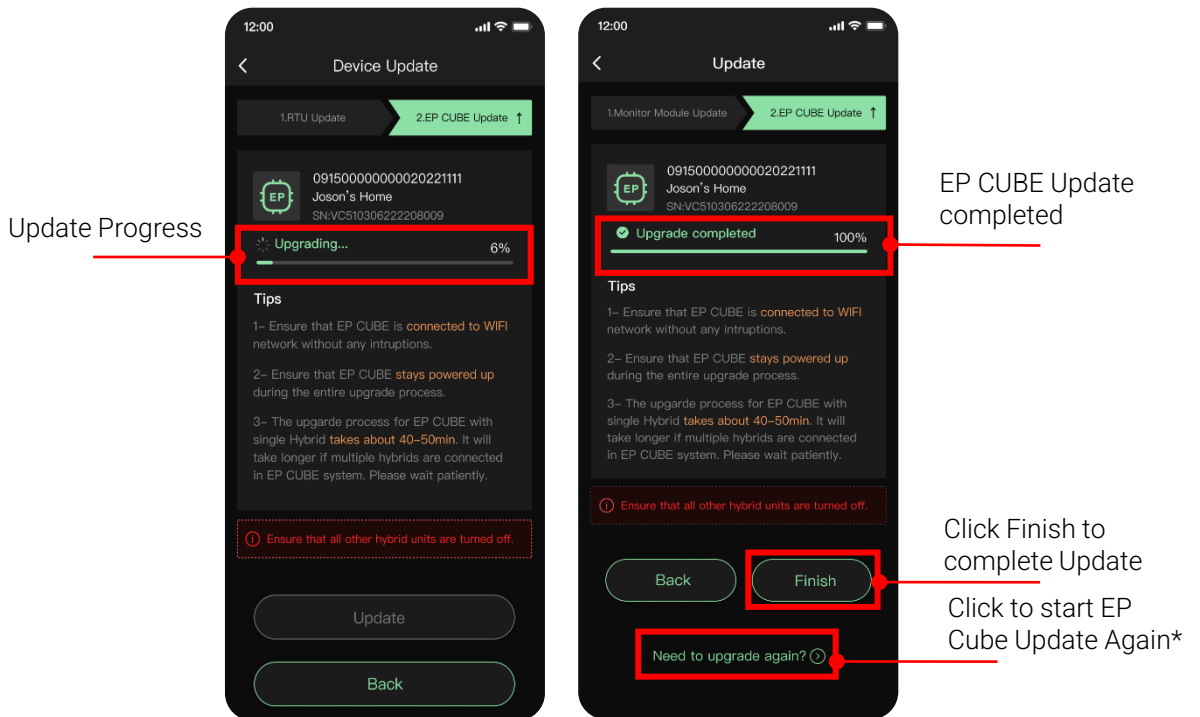 Update Progress
12:00
Device Update
1.RTU Update
2.EP CUBE Update ↑
EP
091500000000020221111
Joson's Home
SN:VC510306222208009
Upgrading...
6%
Tips
1– Ensure that EP CUBE is connected to WIFI
network without any intruptions.
2– Ensure that EP CUBE stays powered up
during the entire upgrade process.
3– The upgarde process for EP CUBE with
single Hybrid takes about 40–50min. It will
take longer if multiple hybrids are connected
in EP CUBE system. Please wait patiently.
Ensure that all other hybrid units are turned off.
Update
Back
12:00
Update
1.Monitor Module Update
2.EP CUBE Update ↑
EP
091500000000020221111
Joson's Home
SN:VC510306222208009
Upgrade completed
100%
Tips
1– Ensure that EP CUBE is connected to WIFI
network without any intruptions.
2– Ensure that EP CUBE stays powered up
during the entire upgrade process.
3– The upgarde process for EP CUBE with
single Hybrid takes about 40–50min. It will
take longer if multiple hybrids are connected
in EP CUBE system. Please wait patiently.
Ensure that all other hybrid units are turned off.
Back
Finish
Need to upgrade again?
EP CUBE Update
completed
Click Finish to
complete Update
Click to start EP
Cube Update Again*